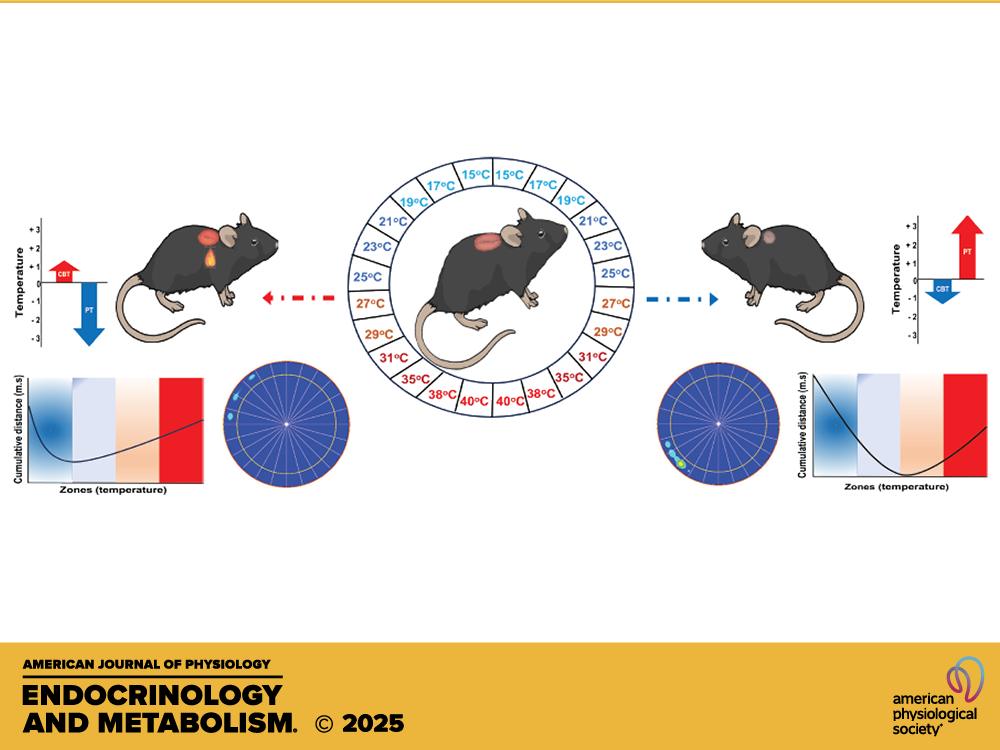 15°C 15°C
17°C 17°C
19°C 19°C
21°C 21°C
23°C 23°C
25°C 25°C
27°C 27°C
29°C 29°C
31°C 31°C
35°C 35°C
38°C 38°C
40°C 40°C
Temperature
+ 3
+ 2
+ 1
0
- 1
- 2
- 3
CBT
PT
Temperature
+ 3
+ 2
+ 1
0
- 1
- 2
- 3
PT
CBT
Cumulative distance (m.s)
Zones (temperature)
Cumulative distance (m.s)
Zones (temperature)
AMERICAN JOURNAL OF PHYSIOLOGY
ENDOCRINOLOGY
AND METABOLISM. © 2025
american
physiological
society